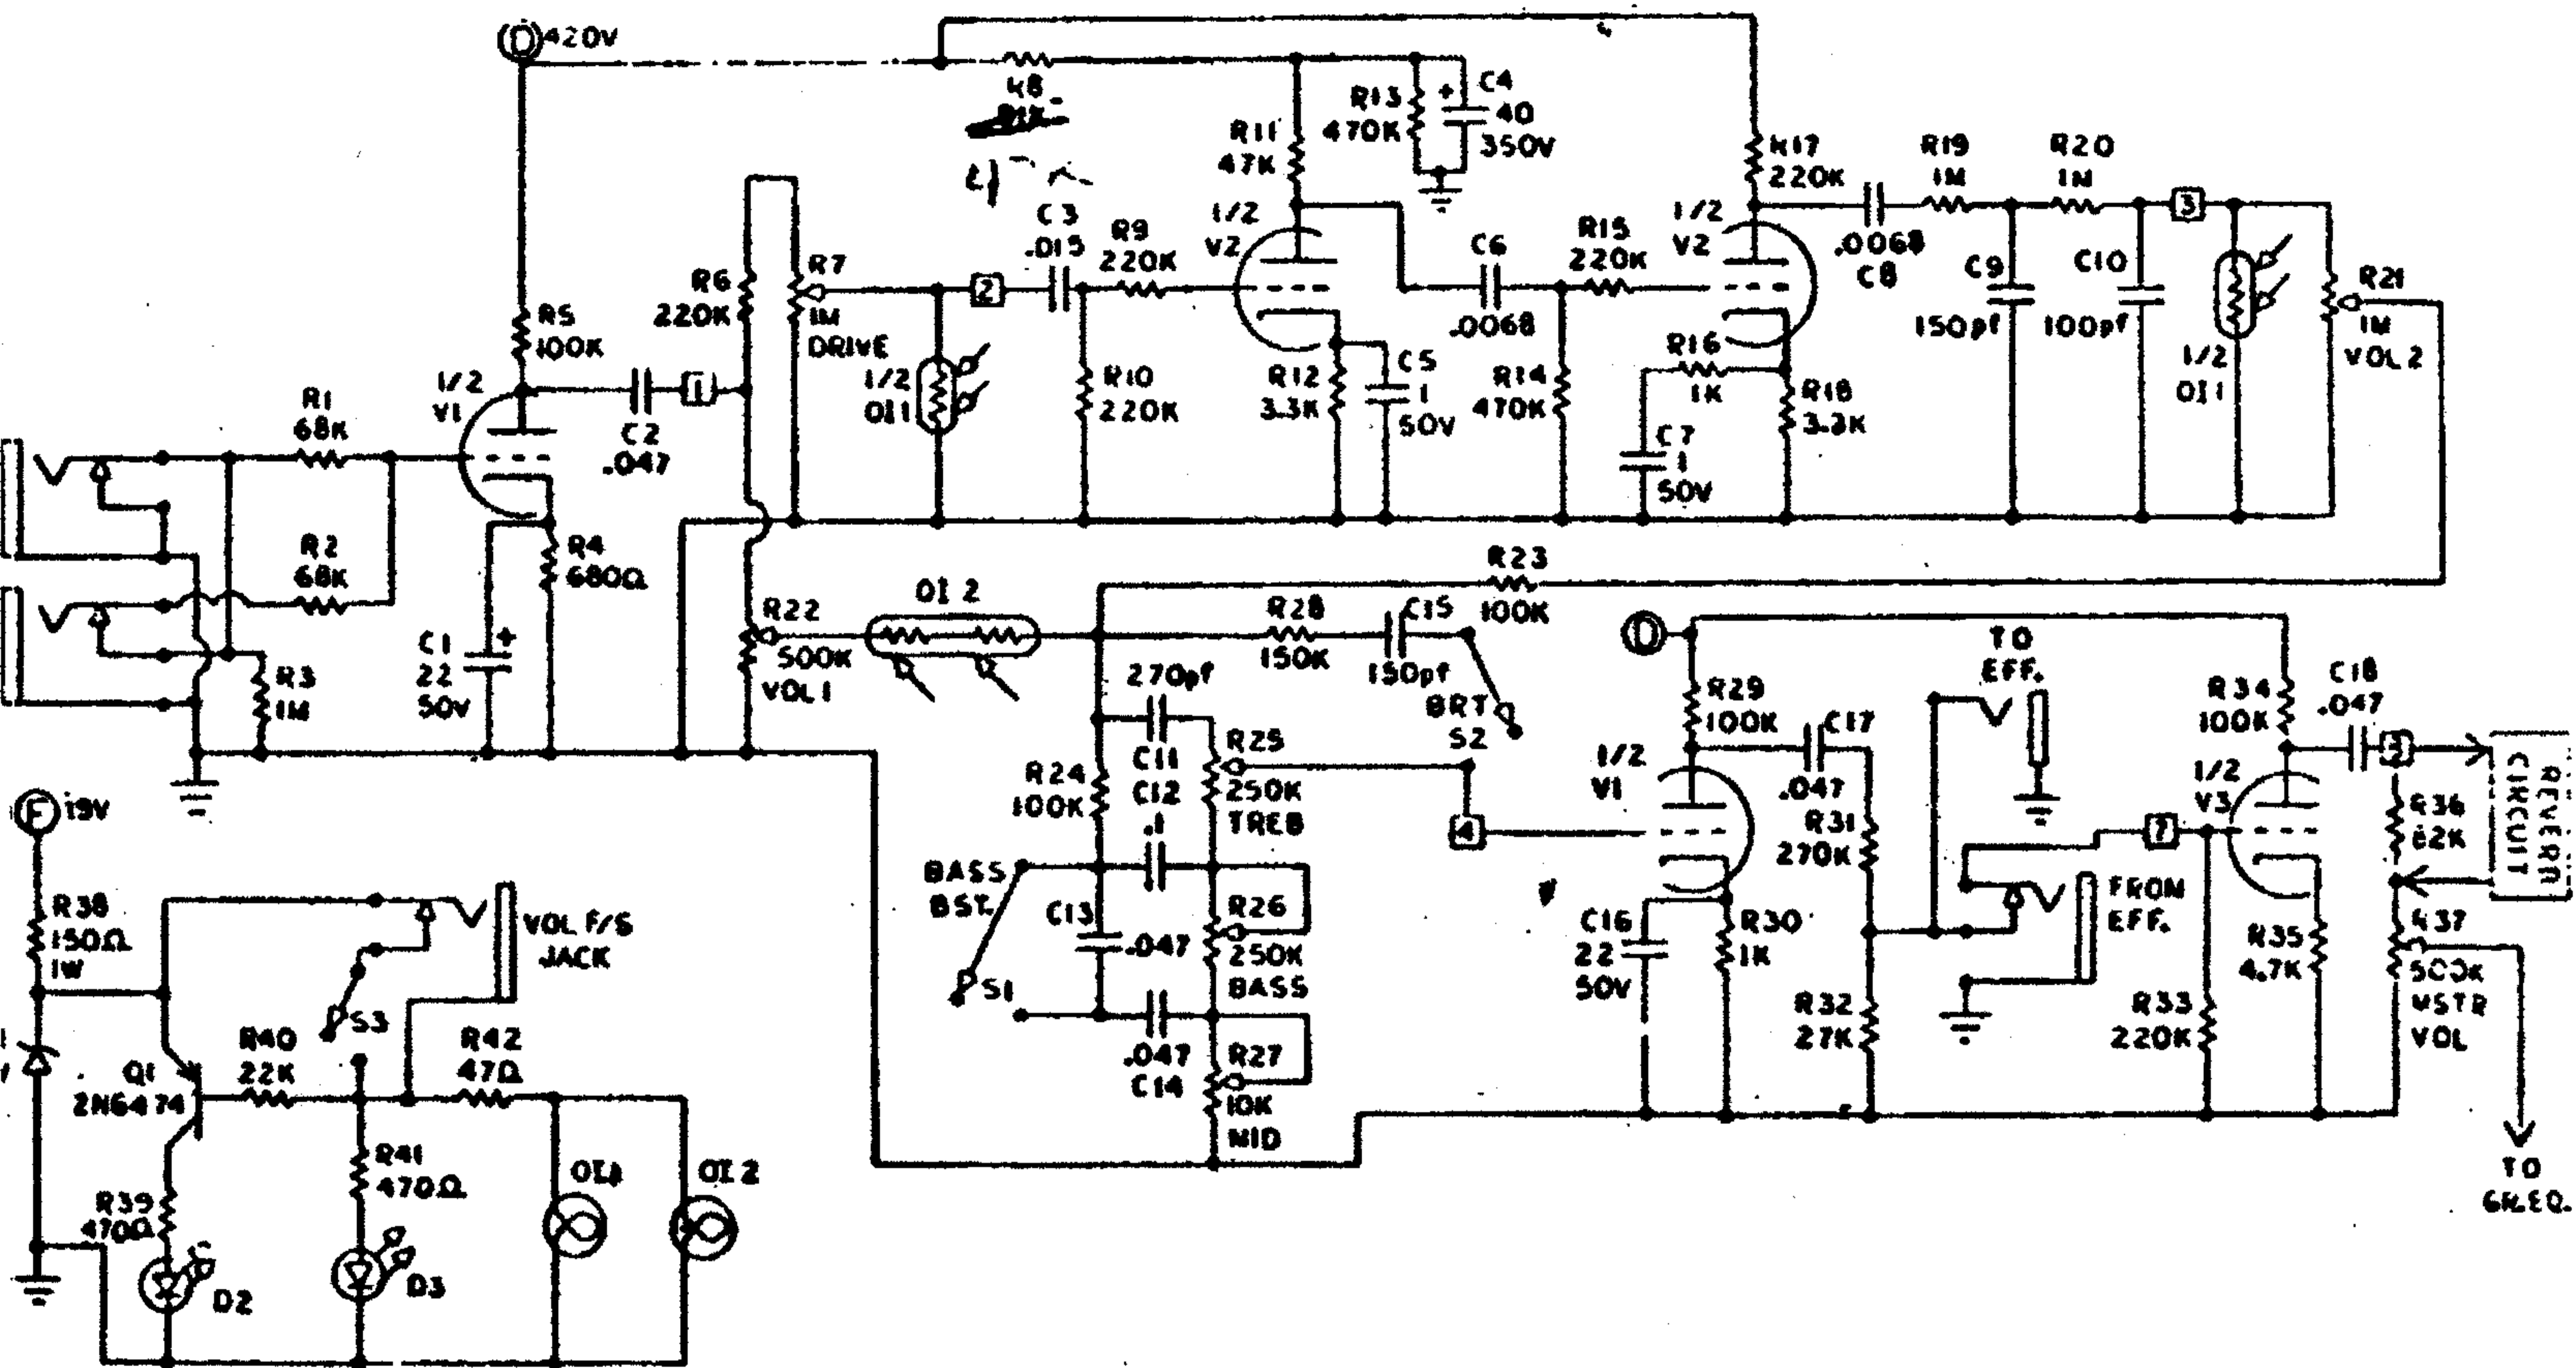 D 420V
R5
100K
1/2
V1
R1
68K
R2
68K
R3
1M
C1
22
50V
+
R4
680Ω
C2
.047
1
R6
220K
R7
1M
DRIVE
1/2
OI1
2
C3
.015
R9
220K
R10
220K
R11
47K
R13
470K
+
C4
40
350V
1/2
V2
R12
3.3K
C5
1
50V
C6
.0068
R15
220K
R14
470K
R16
1K
C7
1
50V
1/2
V2
R17
220K
R18
3.3K
.0068
C8
R19
1M
R20
1M
C9
150pf
C10
100pf
3
1/2
OI1
R21
1M
VOL 2
R23
100K
R22
500K
VOL 1
OI 2
R28
150K
C15
150pf
BRT
S2
270pf
C11
R24
100K
C12
.1
R25
250K
TREB
BASS
BST.
S1
C13
.047
R26
250K
BASS
.047
C14
R27
10K
MID
4
D
R29
100K
1/2
V1
C16
22
50V
R30
1K
C17
.047
R31
270K
R32
27K
TO
EFF.
FROM
EFF.
7
R33
220K
R34
100K
1/2
V3
R35
4.7K
C18
.047
R36
82K
R37
500K
MSTR
VOL
REVERB
CIRCUIT
TO
GR.EQ.
F 19V
R38
150Ω
1W
VOL F/S
JACK
S3
Q1
2N6474
R40
22K
R42
47Ω
R39
470Ω
D2
R41
470Ω
D3
OI1
OI 2